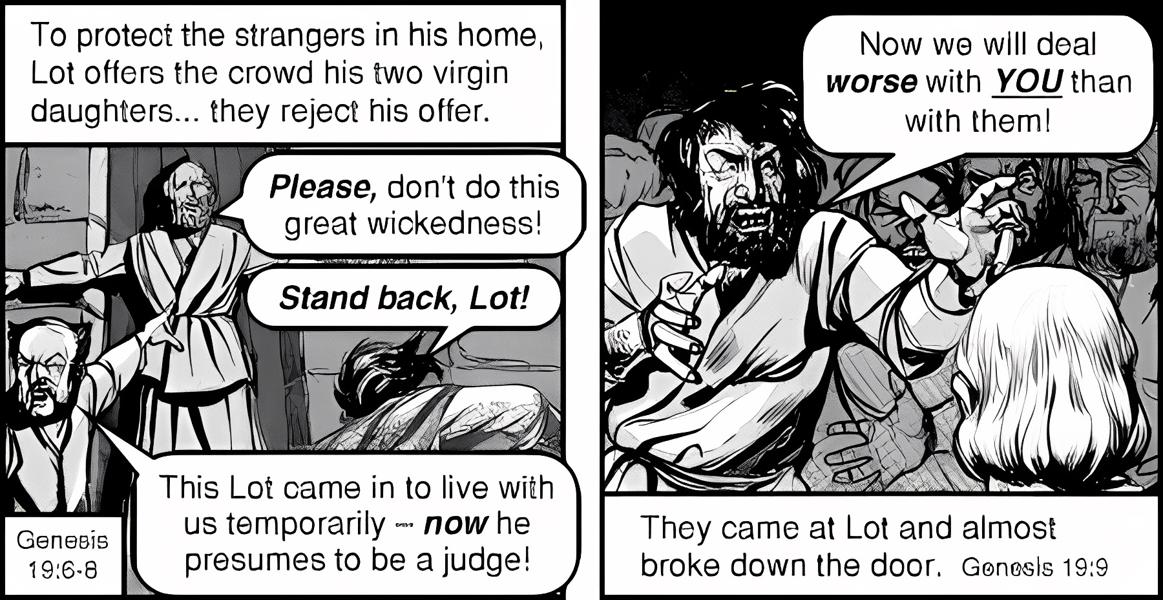 To protect the strangers in his home,
Lot offers the crowd his two virgin
daughters... they reject his offer.
Please, don't do this
great wickedness!
Stand back, Lot!
This Lot came in to live with
us temporarily -- now he
presumes to be a judge!
Genesis
19:6-8
Now we will deal
worse with YOU than
with them!
They came at Lot and almost
broke down the door. Genesis 19:9